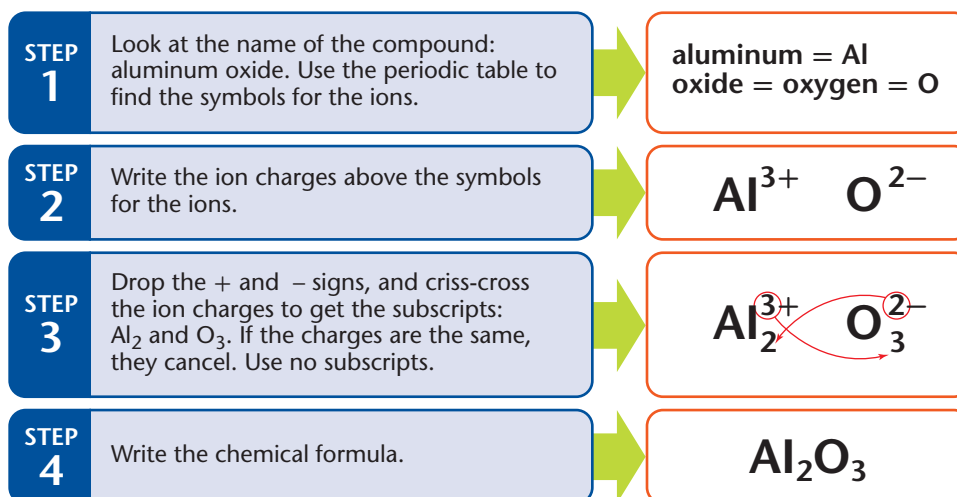 STEP
1
Look at the name of the compound:
aluminum oxide. Use the periodic table to
find the symbols for the ions.
aluminum = Al
oxide = oxygen = O
STEP
2
Write the ion charges above the symbols
for the ions.
Al³⁺ O²⁻
STEP
3
Drop the + and – signs, and criss-cross
the ion charges to get the subscripts:
Al₂ and O₃. If the charges are the same,
they cancel. Use no subscripts.
Al₂³⁺ O₃²⁻
STEP
4
Write the chemical formula.
Al₂O₃